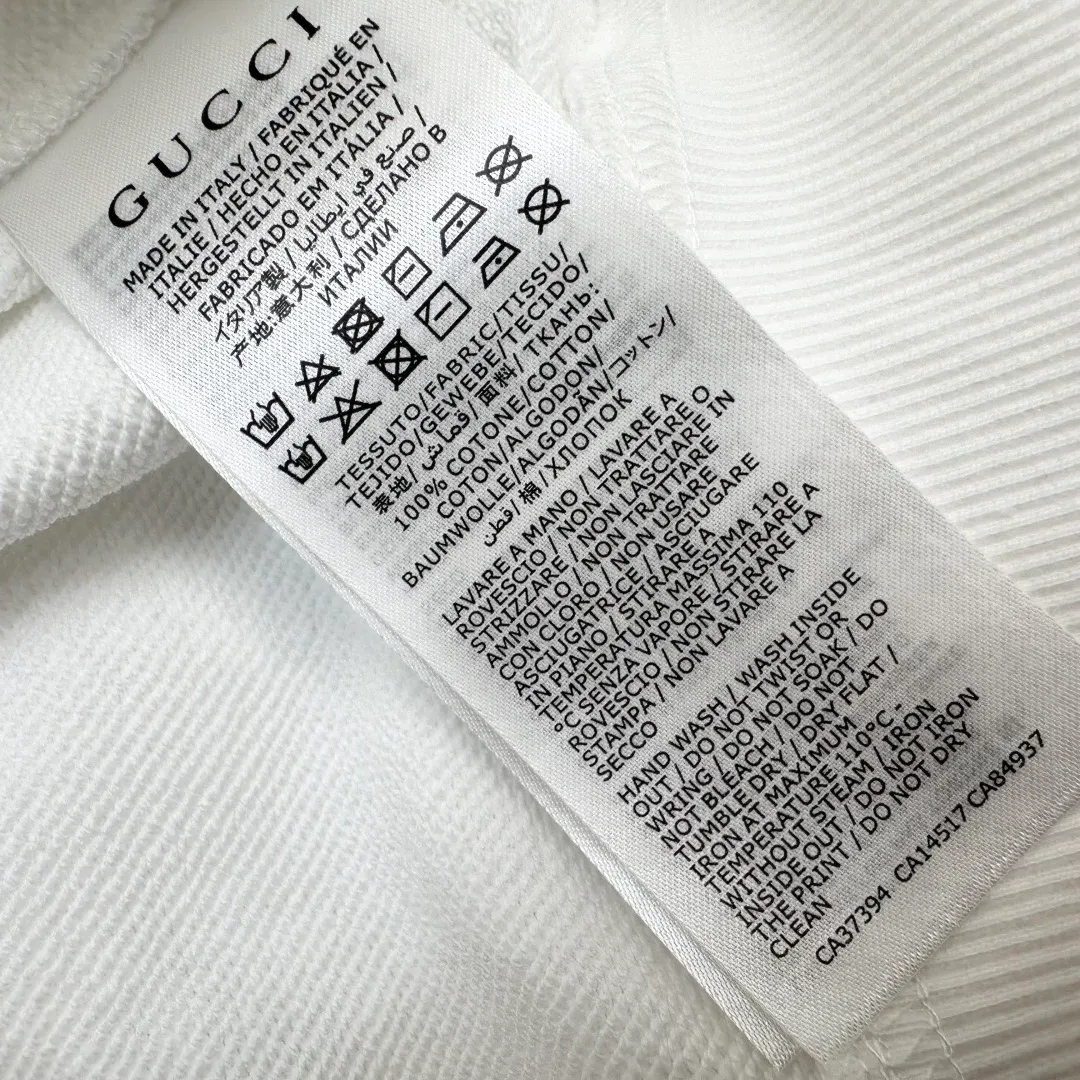 GUCCI
MADE IN ITALY / FABRIQUÉ EN
ITALIE / HECHO EN ITALIA /
HERGESTELLT IN ITALIEN /
FABRICADO EM ITÁLIA /
イタリア製 / صنع في إيطاليا /
产地:意大利 / СДЕЛАНО В
ИТАЛИИ
TESSUTO/FABRIC/TISSU/
TEJIDO/GEWEBE/TECIDO/
表地/قماش/面料/ТКАНЬ:
100% COTONE/COTTON/
COTON/ALGODON/
BAUMWOLLE/ALGODÃN/コットン/
قطن/棉/ХЛОПОК
LAVARE A MANO / LAVARE A
ROVESCIO / NON TRATTARE O
STRIZZARE / NON LASCIARE IN
AMMOLLO / NON TRATTARE
CON CLORO / NON USARE
ASCIUGATRICE / ASCIUGARE
IN PIANO / STIRARE A
TEMPERATURA MASSIMA 110
°C SENZA VAPORE / STIRARE A
ROVESCIO / NON STIRARE LA
STAMPA / NON LAVARE A
SECCO
HAND WASH / WASH INSIDE
OUT / DO NOT TWIST OR
WRING / DO NOT SOAK / DO
NOT BLEACH / DO NOT
TUMBLE DRY / DRY FLAT /
IRON AT MAXIMUM
TEMPERATURE 110°C
WITHOUT STEAM / IRON
INSIDE OUT / DO NOT IRON
THE PRINT / DO NOT DRY
CLEAN
CA37394 CA14517 CA84937